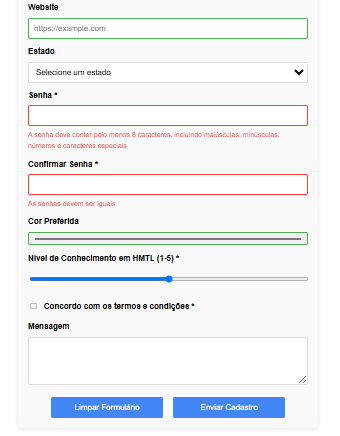 Website
https://example.com
Estado
Selecione um estado
Senha *
A senha deve conter pelo menos 8 caracteres, incluindo maiúsculas, minúsculas,
números e caracteres especiais
Confirmar Senha *
As senhas devem ser iguais
Cor Preferida
Nível de Conhecimento em HMTL (1-5) *
Concordo com os termos e condições *
Mensagem
Limpar Formulário
Enviar Cadastro